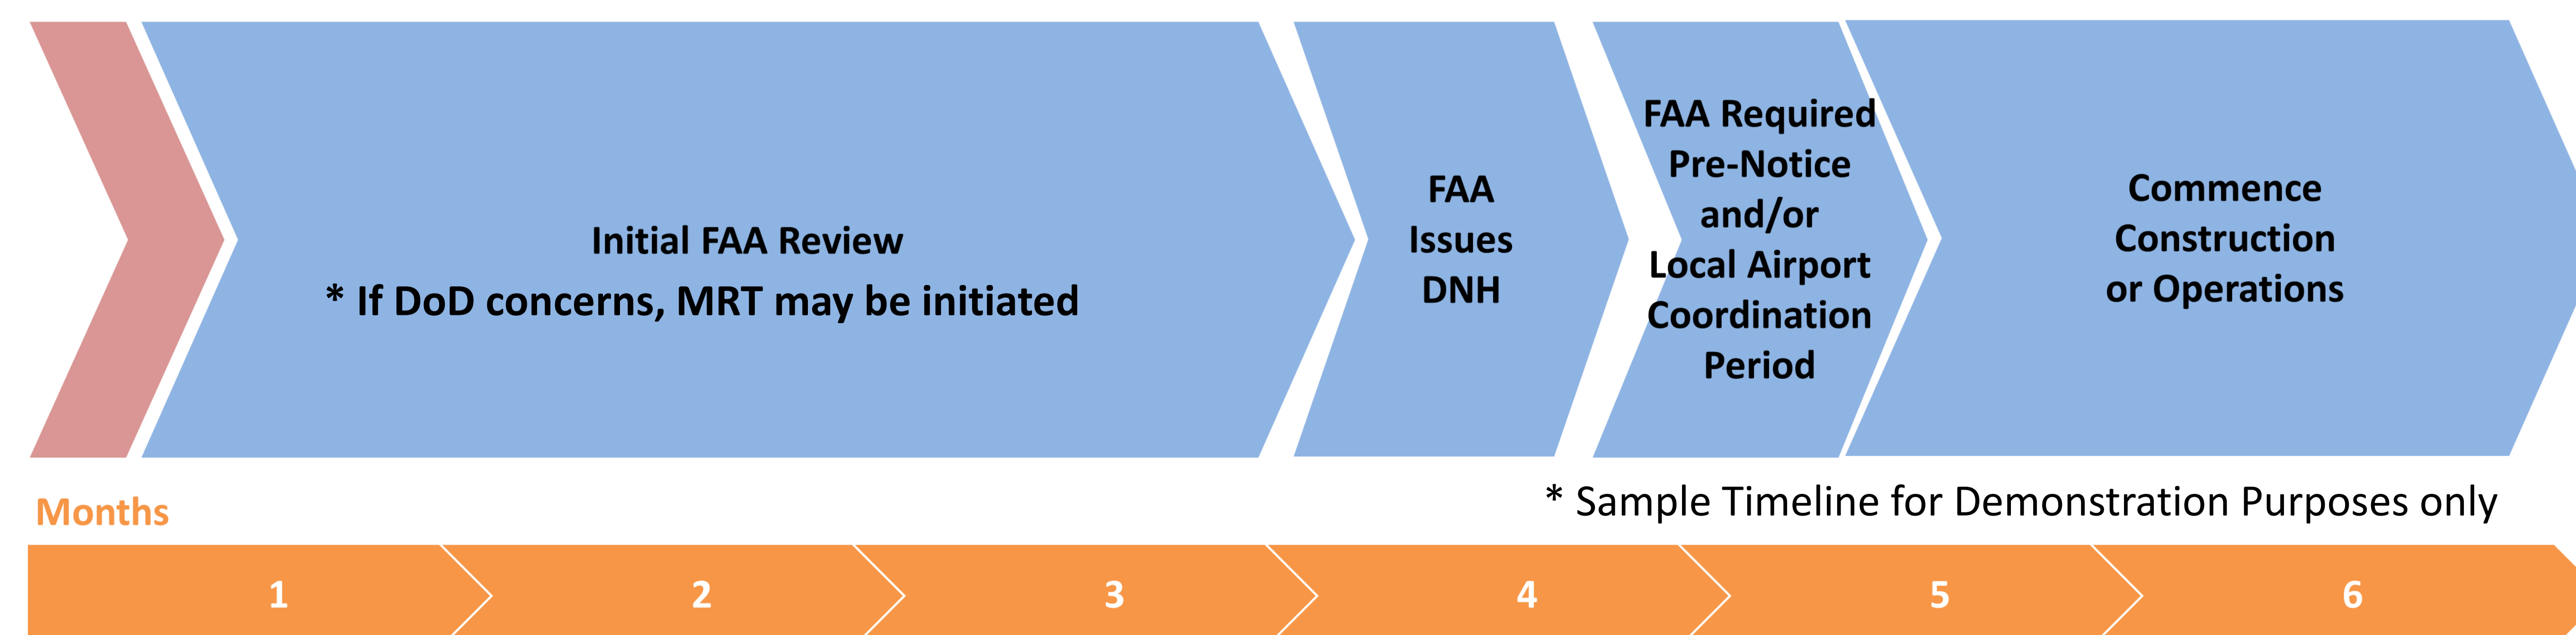 Initial FAA Review
* If DoD concerns, MRT may be initiated
FAA
Issues
DNH
FAA Required
Pre-Notice
and/or
Local Airport
Coordination
Period
Commence
Construction
or Operations
Months
* Sample Timeline for Demonstration Purposes only
1
2
3
4
5
6